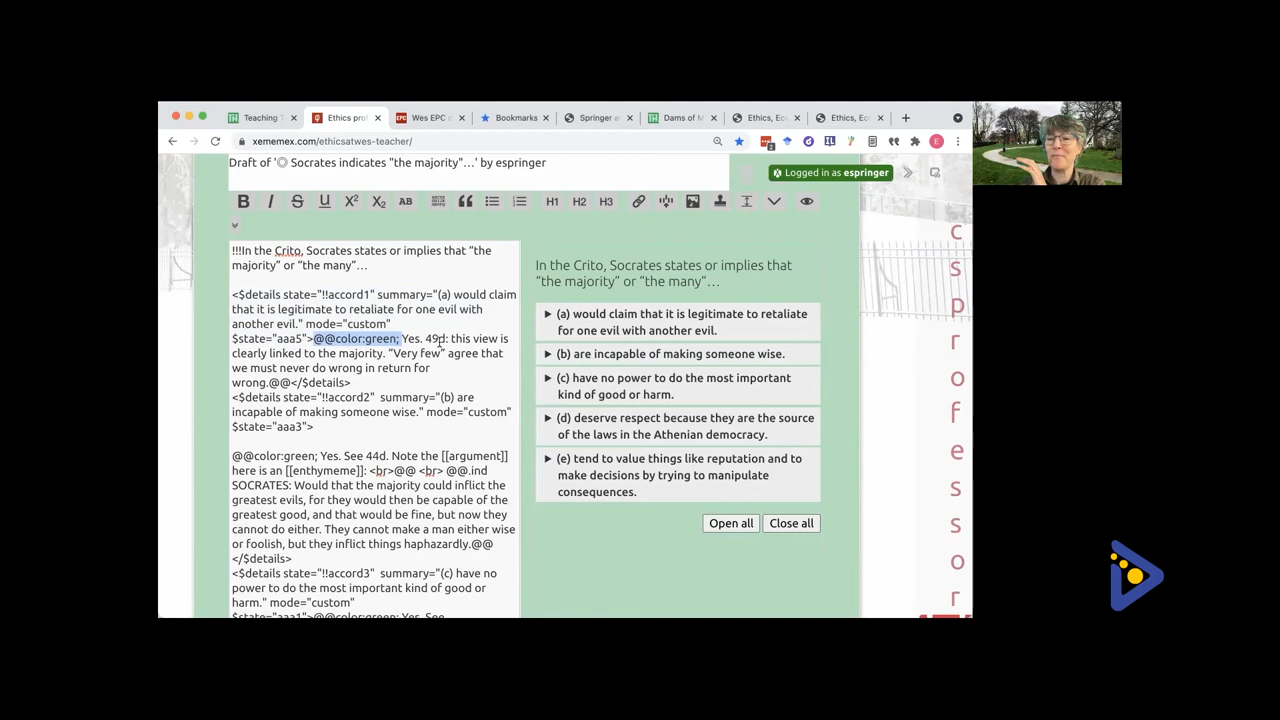 Teaching T
Ethics pro
Wes EPC
Bookmarks
Springer a
Dams of M
Ethics, Ec
Ethics, Ec
xememex.com/ethicsatwes-teacher/
2
E
Draft of '◎ Socrates indicates "the majority"…' by espringer
Logged in as espringer
B I S U X² X₂ AB H1 H2 H3
!!!In the Crito, Socrates states or implies that “the
majority” or “the many”…
<$details state="!!accord1" summary="(a) would claim
that it is legitimate to retaliate for one evil with
another evil." mode="custom"
$state="aaa5">@@color:green; Yes. 49d: this view is
clearly linked to the majority. “Very few” agree that
we must never do wrong in return for
wrong.@@</$details>
<$details state="!!accord2"  summary="(b) are
incapable of making someone wise." mode="custom"
$state="aaa3">
@@color:green; Yes. See 44d. Note the [[argument]]
here is an [[enthymeme]]: <br>@@ <br> @@.ind
SOCRATES: Would that the majority could inflict the
greatest evils, for they would then be capable of the
greatest good, and that would be fine, but now they
cannot do either. They cannot make a man either wise
or foolish, but they inflict things haphazardly.@@
</$details>
<$details state="!!accord3"  summary="(c) have no
power to do the most important kind of good or
harm." mode="custom"
$state="aaa1">@@color:green; Yes. See
In the Crito, Socrates states or implies that
“the majority” or “the many”…
(a) would claim that it is legitimate to retaliate
for one evil with another evil.
(b) are incapable of making someone wise.
(c) have no power to do the most important
kind of good or harm.
(d) deserve respect because they are the source
of the laws in the Athenian democracy.
(e) tend to value things like reputation and to
make decisions by trying to manipulate
consequences.
Open all
Close all
c
s
p
r
o
f
e
s
s
o
r